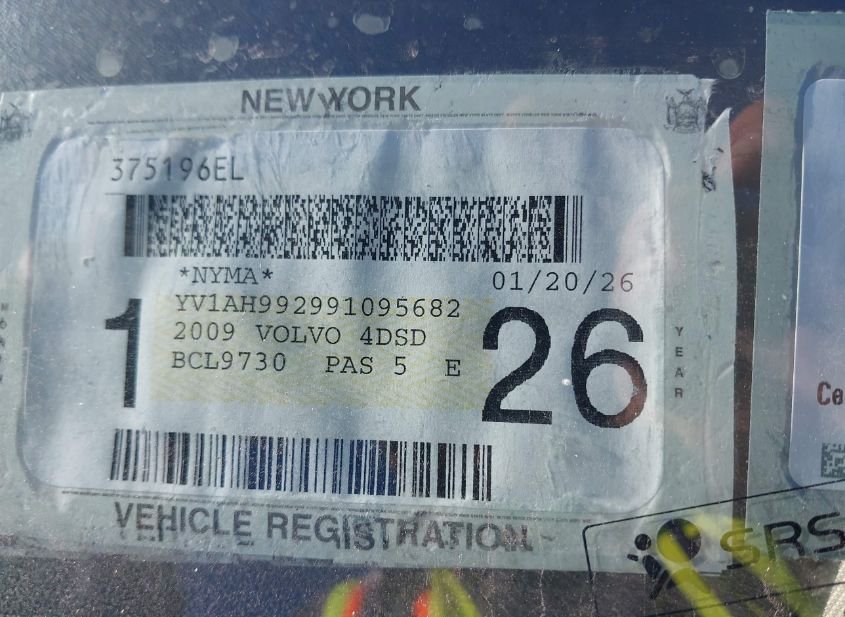 NEW YORK
375196EL
*NYMA* 01/20/26
YV1AH992991095682
2009 VOLVO 4DSD
BCL9730 PAS 5 E
1 26
YEAR
VEHICLE REGISTRATION
Ce
SRS